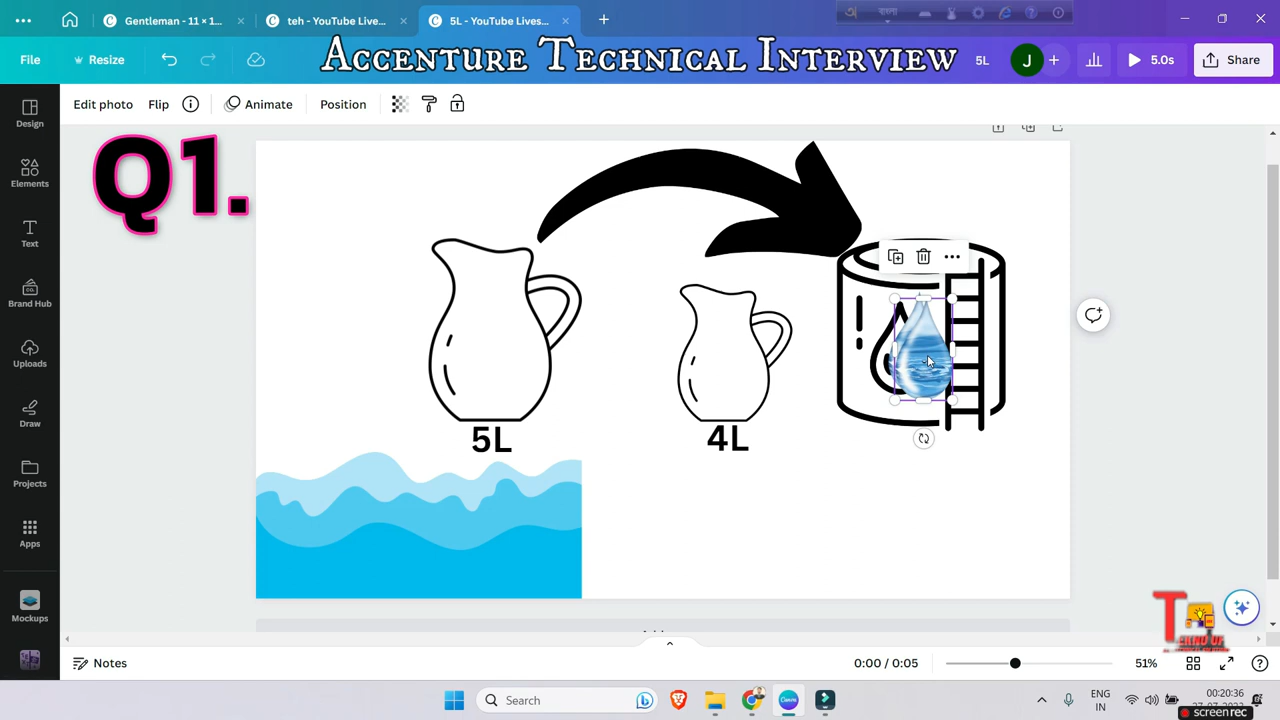 Gentleman - 11 × 1...
teh - YouTube Lives...
5L - YouTube Lives...
বাংলা
File
Resize
Accenture Technical Interview
5L
J
5.0s
Share
Edit photo
Flip
Animate
Position
Design
Elements
Text
Brand Hub
Uploads
Draw
Projects
Apps
Mockups
Q1.
5L
4L
Notes
0:00 / 0:05
51%
Search
ENG
IN
00:20:36
screenrec